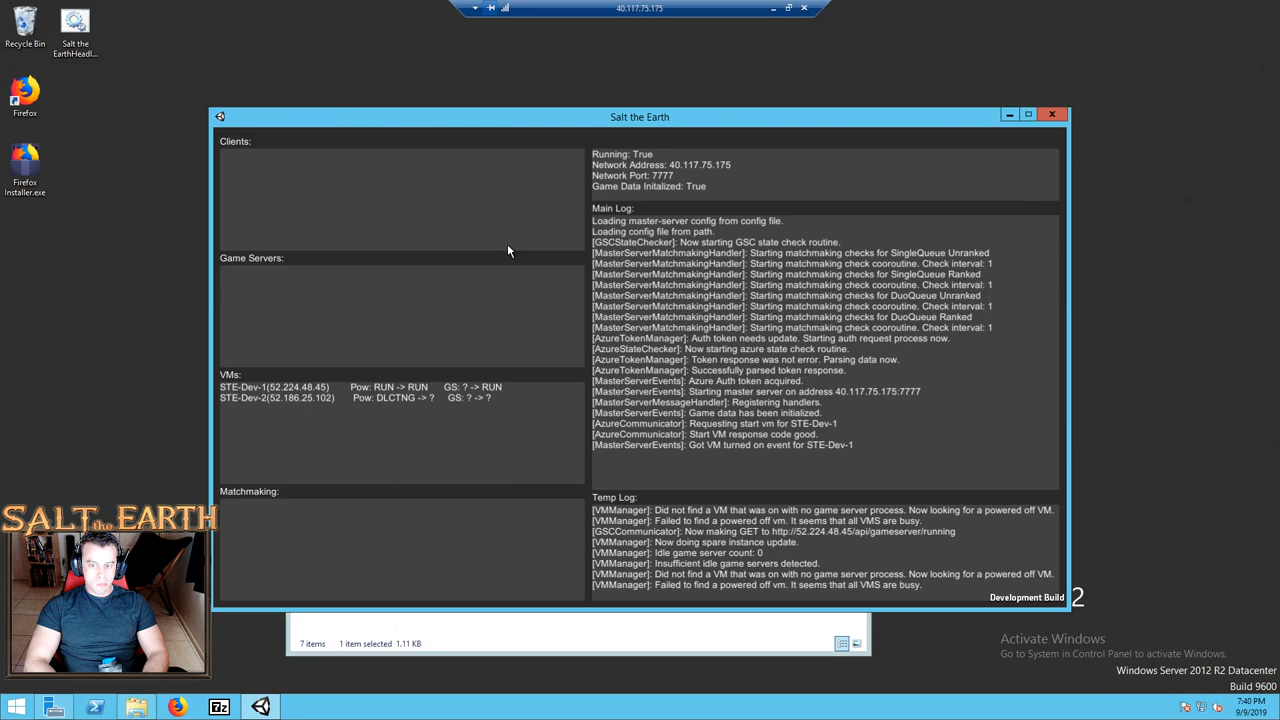 40.117.75.175
Recycle Bin
Salt the
EarthHeadl...
Firefox
Firefox
Installer.exe
Salt the Earth
Clients:
Game Servers:
VMs:
STE-Dev-1(52.224.48.45) Pow: RUN -> RUN GS: ? -> RUN
STE-Dev-2(52.186.25.102) Pow: DLCTNG -> ? GS: ? -> ?
Matchmaking:
Running: True
Network Address: 40.117.75.175
Network Port: 7777
Game Data Initalized: True
Main Log:
Loading master-server config from config file.
Loading config file from path.
[GSCStateChecker]: Now starting GSC state check routine.
[MasterServerMatchmakingHandler]: Starting matchmaking checks for SingleQueue Unranked
[MasterServerMatchmakingHandler]: Starting matchmaking check cooroutine. Check interval: 1
[MasterServerMatchmakingHandler]: Starting matchmaking checks for SingleQueue Ranked
[MasterServerMatchmakingHandler]: Starting matchmaking check cooroutine. Check interval: 1
[MasterServerMatchmakingHandler]: Starting matchmaking checks for DuoQueue Unranked
[MasterServerMatchmakingHandler]: Starting matchmaking check cooroutine. Check interval: 1
[MasterServerMatchmakingHandler]: Starting matchmaking checks for DuoQueue Ranked
[MasterServerMatchmakingHandler]: Starting matchmaking check cooroutine. Check interval: 1
[AzureTokenManager]: Auth token needs update. Starting auth request process now.
[AzureStateChecker]: Now starting azure state check routine.
[AzureTokenManager]: Token response was not error. Parsing data now.
[AzureTokenManager]: Successfully parsed token response.
[MasterServerEvents]: Azure Auth token acquired.
[MasterServerEvents]: Starting master server on address 40.117.75.175:7777
[MasterServerMessageHandler]: Registering handlers.
[MasterServerEvents]: Game data has been initialized.
[AzureCommunicator]: Requesting start vm for STE-Dev-1
[AzureCommunicator]: Start VM response code good.
[MasterServerEvents]: Got VM turned on event for STE-Dev-1
Temp Log:
[VMManager]: Did not find a VM that was on with no game server process. Now looking for a powered off VM.
[VMManager]: Failed to find a powered off vm. It seems that all VMS are busy.
[GSCCommunicator]: Now making GET to http://52.224.48.45/api/gameserver/running
[VMManager]: Now doing spare instance update.
[VMManager]: Idle game server count: 0
[VMManager]: Insufficient idle game servers detected.
[VMManager]: Did not find a VM that was on with no game server process. Now looking for a powered off VM.
[VMManager]: Failed to find a powered off vm. It seems that all VMS are busy.
Development Build
2
SALT the EARTH
7 items 1 item selected 1.11 KB
Activate Windows
Go to System in Control Panel to activate Windows.
Windows Server 2012 R2 Datacenter
Build 9600
7z
7:40 PM
9/9/2019